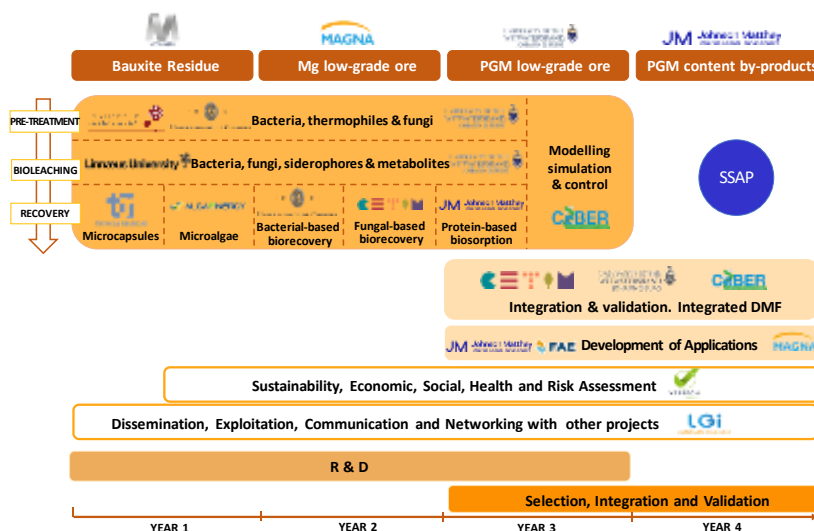 MAGNA
JM Johnson Matthey
Bauxite Residue
Mg low-grade ore
PGM low-grade ore
PGM content by-products
PRE-TREATMENT
Bacteria, thermophiles & fungi
BIOLEACHING
Linnæus University
Bacteria, fungi, siderophores & metabolites
Modelling
simulation
& control
SSAP
RECOVERY
JM Johnson Matthey
Microcapsules
Microalgae
Bacterial-based
biorecovery
Fungal-based
biorecovery
Protein-based
biosorption
Integration & validation. Integrated DMF
JM Johnson Matthey
FAE
Development of Applications
MAGNA
Sustainability, Economic, Social, Health and Risk Assessment
Dissemination, Exploitation, Communication and Networking with other projects
LGi
R & D
Selection, Integration and Validation
YEAR 1
YEAR 2
YEAR 3
YEAR 4